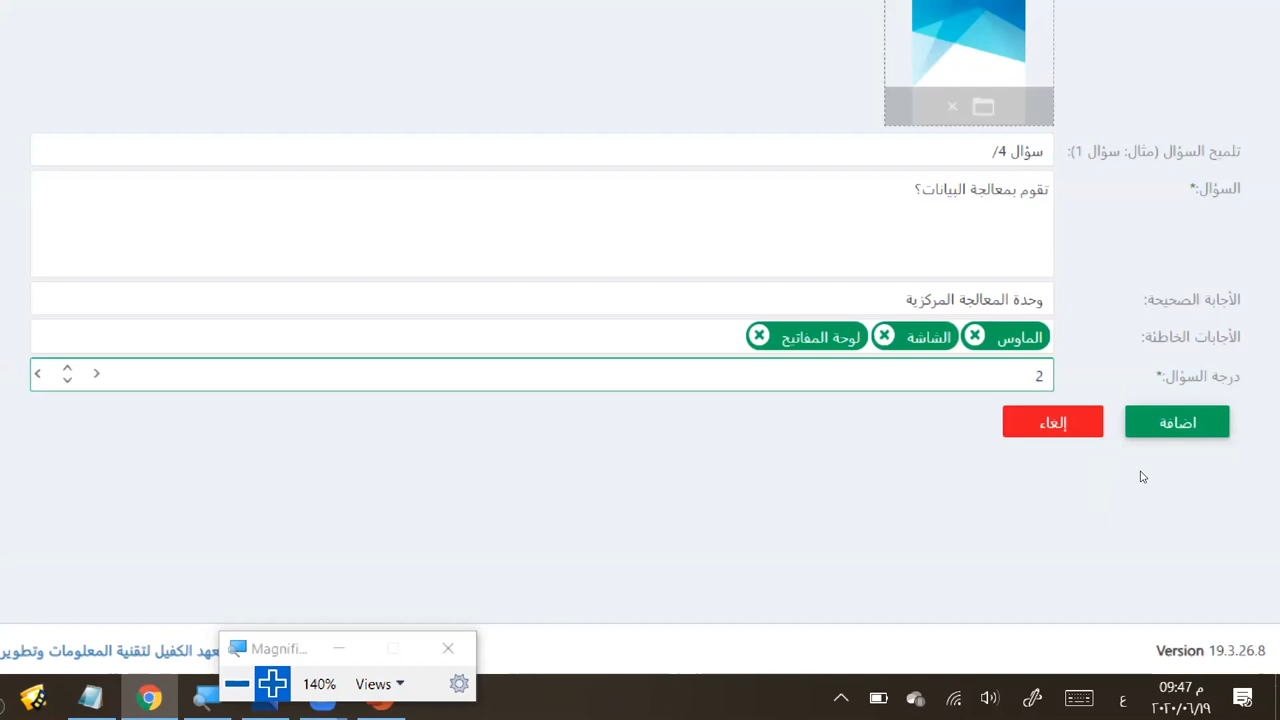 تلميح السؤال (مثال: سؤال 1):
سؤال 4/
السؤال:*
تقوم بمعالجة البيانات؟
الأجابة الصحيحة:
وحدة المعالجة المركزية
الأجابات الخاطئة:
الماوس
الشاشة
لوحة المفاتيح
درجة السؤال:*
2
اضافة
إلغاء
عهد الكفيل لتقنية المعلومات وتطوير
Version 19.3.26.8
Magnifi...
140%
Views
ع
09:47 م
٢٠٢٠/٠٦/١٩